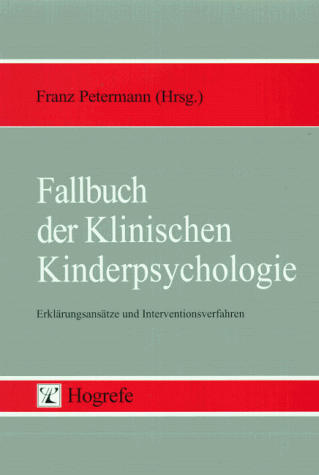 Franz Petermann (Hrsg.)
Fallbuch
der Klinischen
Kinderpsychologie
Erklärungsansätze und Interventionsverfahren
Hogrefe